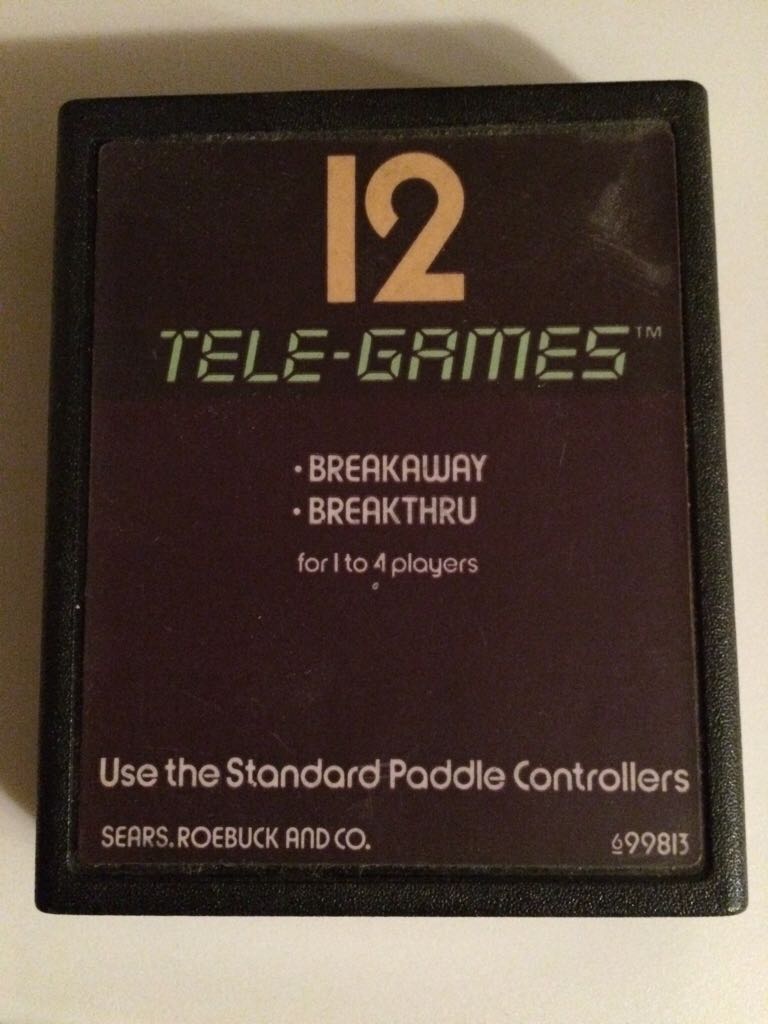 12
TELE-GAMES™
• BREAKAWAY
• BREAKTHRU
for 1 to 4 players
Use the Standard Paddle Controllers
SEARS, ROEBUCK AND CO.
699813